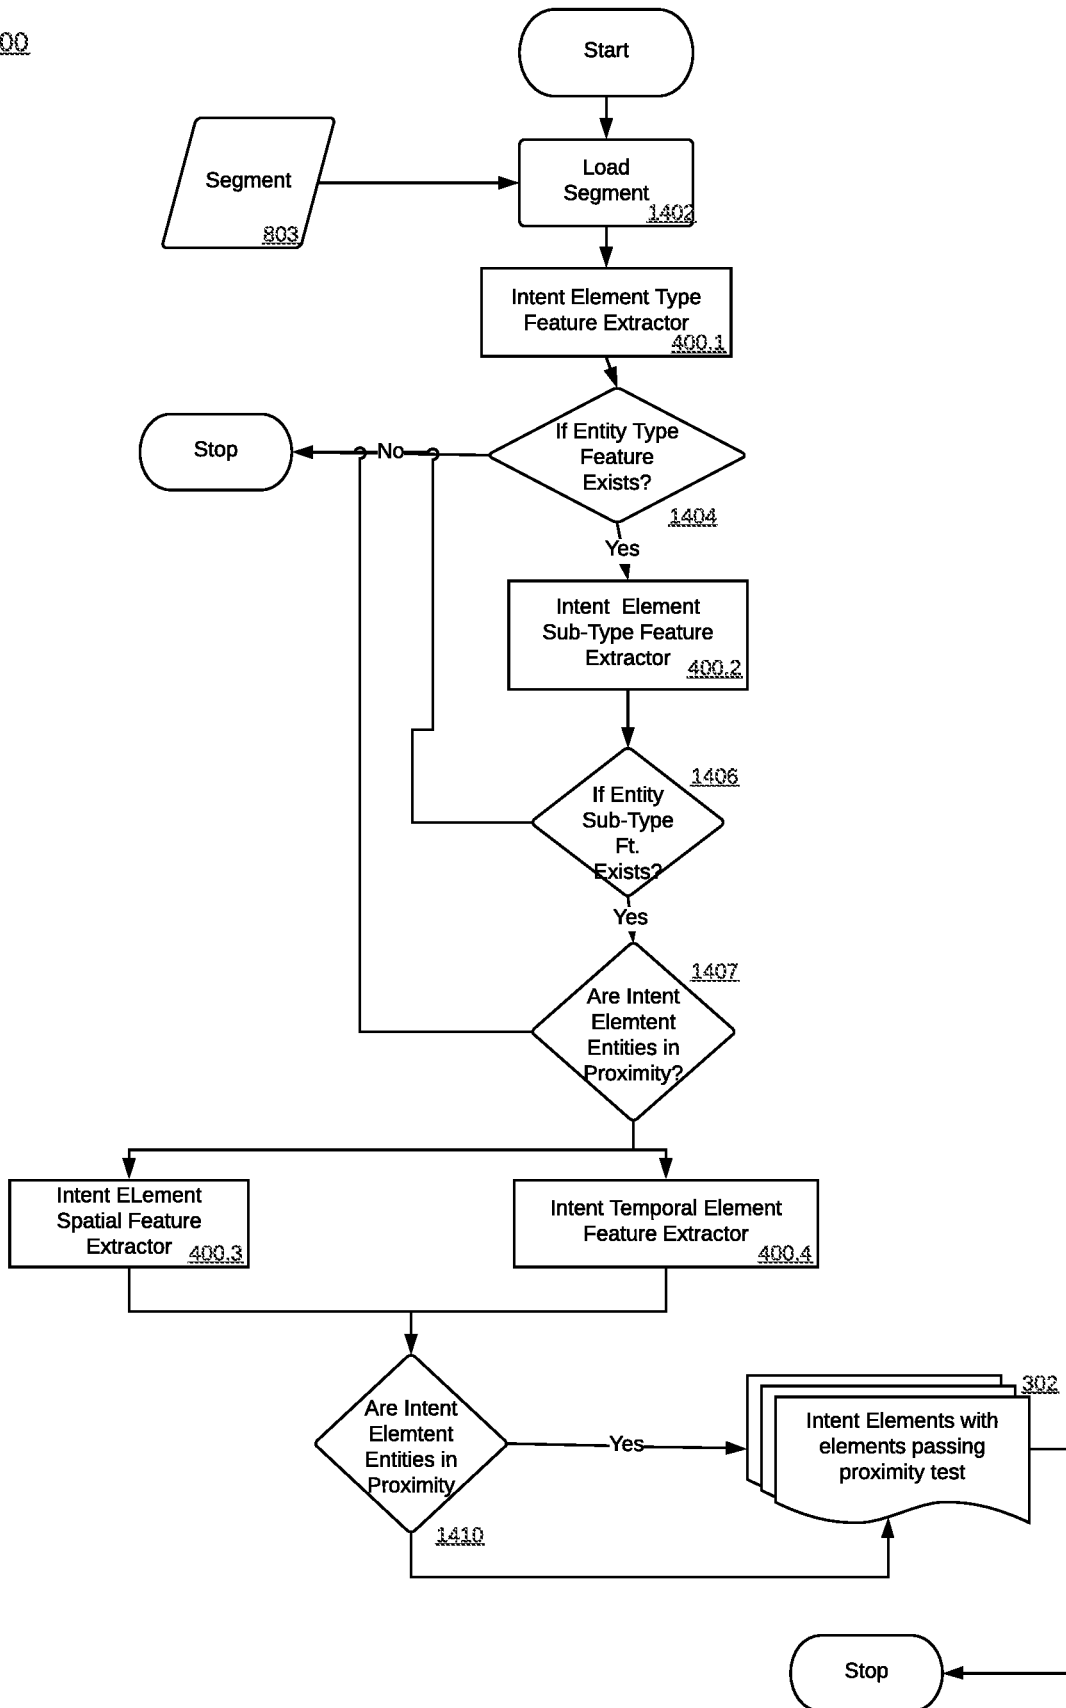 00
Start
Segment
803
Load
Segment
1402
Intent Element Type
Feature Extractor
400.1
Stop
No
If Entity Type
Feature
Exists?
1404
Yes
Intent Element
Sub-Type Feature
Extractor
400.2
1406
If Entity
Sub-Type
Ft.
Exists?
Yes
1407
Are Intent
Elemtent
Entities in
Proximity?
Intent ELement
Spatial Feature
Extractor
400.3
Intent Temporal Element
Feature Extractor
400.4
Are Intent
Elemtent
Entities in
Proximity
1410
Yes
302
Intent Elements with
elements passing
proximity test
Stop